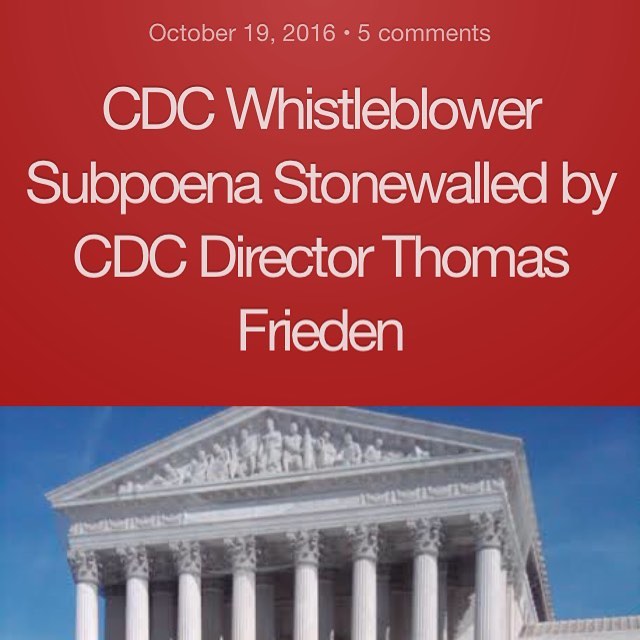 October 19, 2016 • 5 comments
CDC Whistleblower
Subpoena Stonewalled by
CDC Director Thomas
Frieden